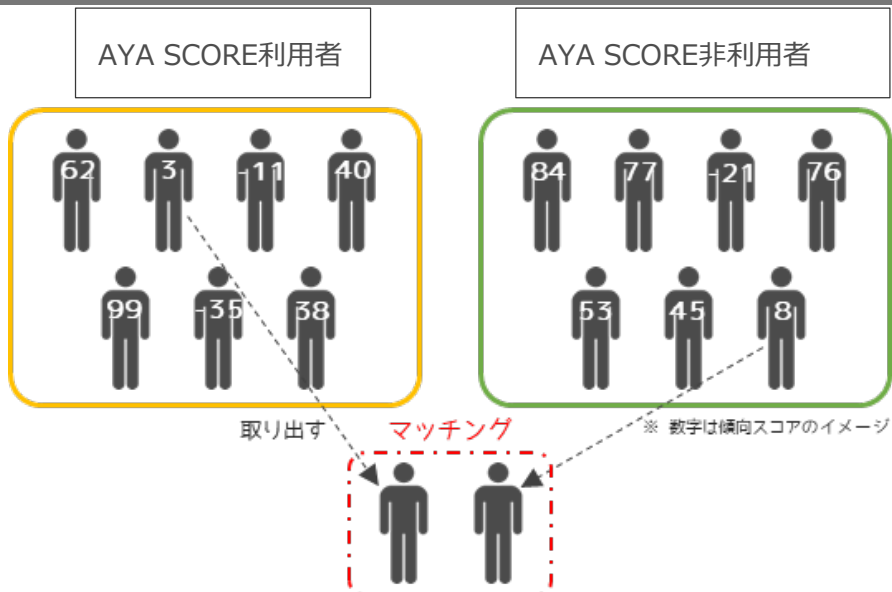 AYA SCORE利用者
AYA SCORE非利用者
62 3 -11 40
84 77 -21 76
99 -35 38
53 45 8
取り出す
マッチング
※ 数字は傾向スコアのイメージ